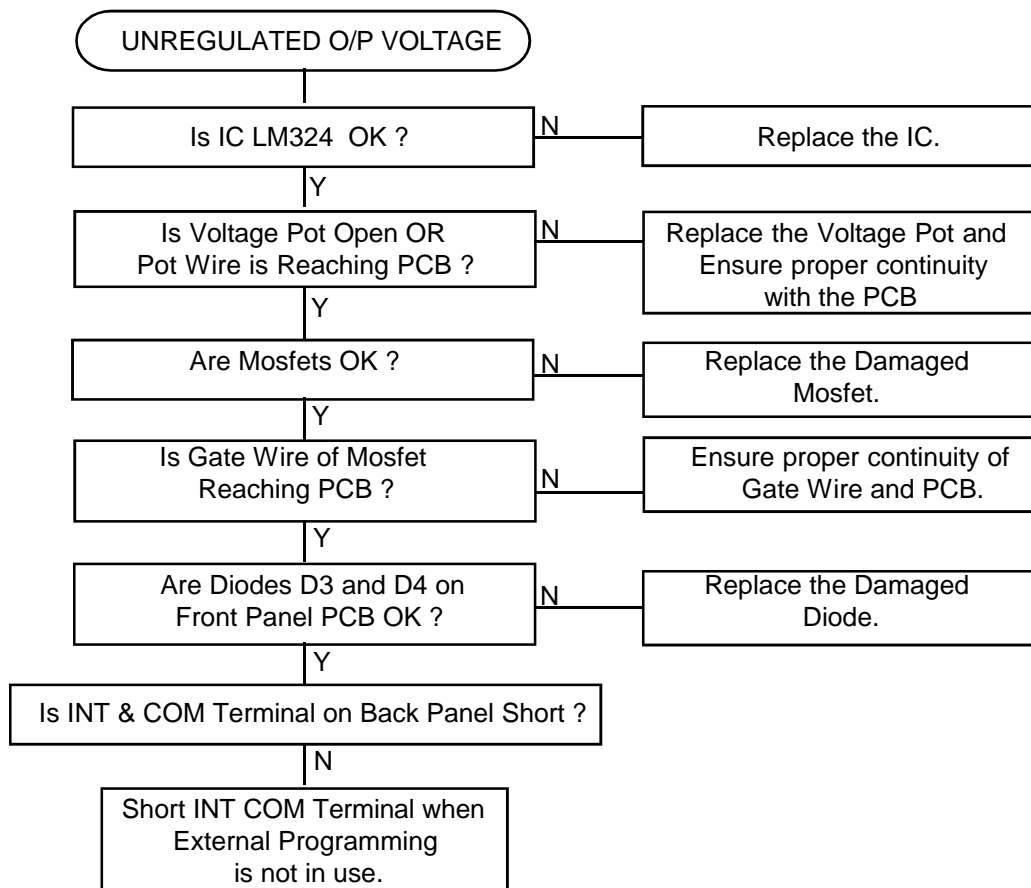 UNREGULATED O/P VOLTAGE
Is IC LM324 OK ?
N
Replace the IC.
Y
Is Voltage Pot Open OR
Pot Wire is Reaching PCB ?
N
Replace the Voltage Pot and
Ensure proper continuity
with the PCB
Y
Are Mosfets OK ?
N
Replace the Damaged
Mosfet.
Y
Is Gate Wire of Mosfet
Reaching PCB ?
N
Ensure proper continuity of
Gate Wire and PCB.
Y
Are Diodes D3 and D4 on
Front Panel PCB OK ?
N
Replace the Damaged
Diode.
Y
Is INT & COM Terminal on Back Panel Short ?
N
Short INT COM Terminal when
External Programming
is not in use.